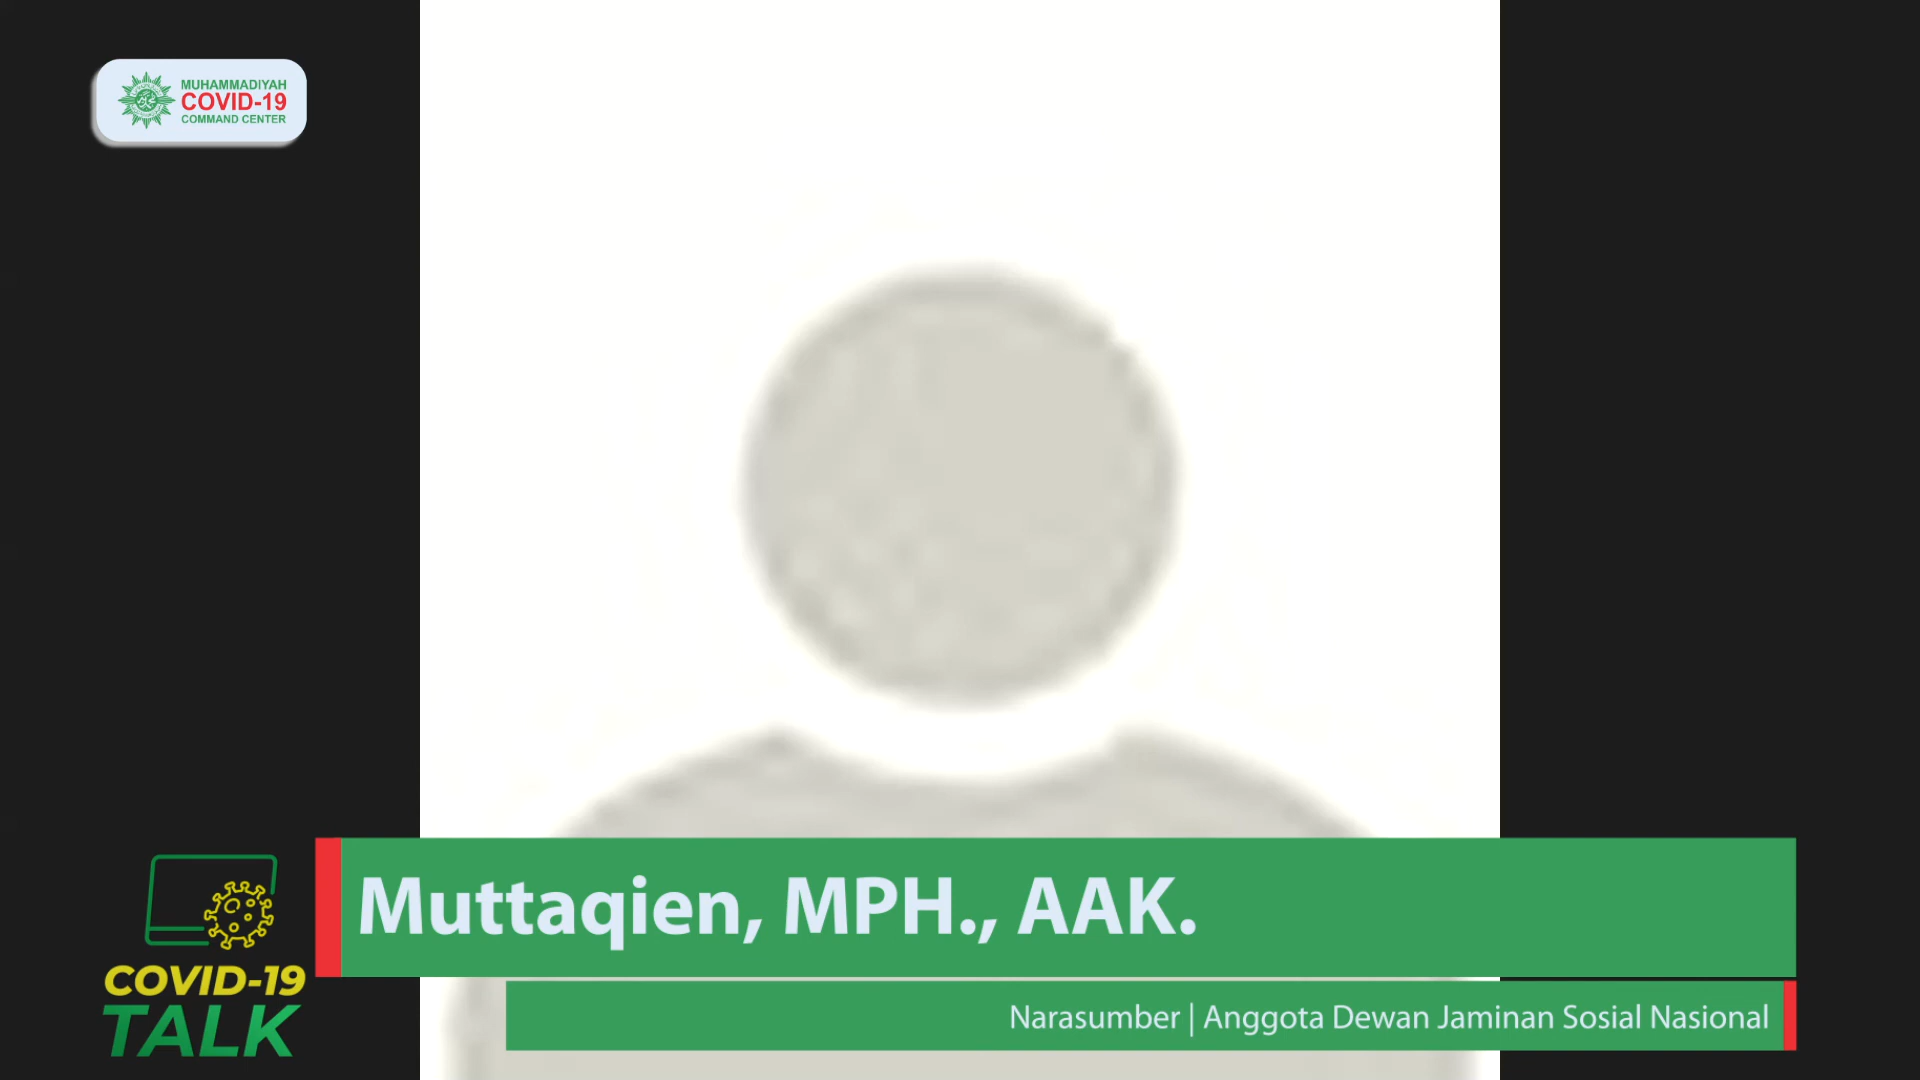 MUHAMMADIYAH
COVID-19
COMMAND CENTER
Muttaqien, MPH., AAK.
Narasumber | Anggota Dewan Jaminan Sosial Nasional
COVID-19
TALK